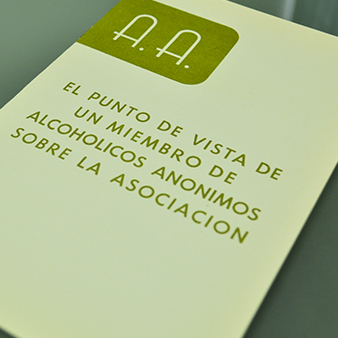 A. A.
EL PUNTO DE VISTA DE
UN MIEMBRO DE
ALCOHOLICOS ANONIMOS
SOBRE LA ASOCIACION